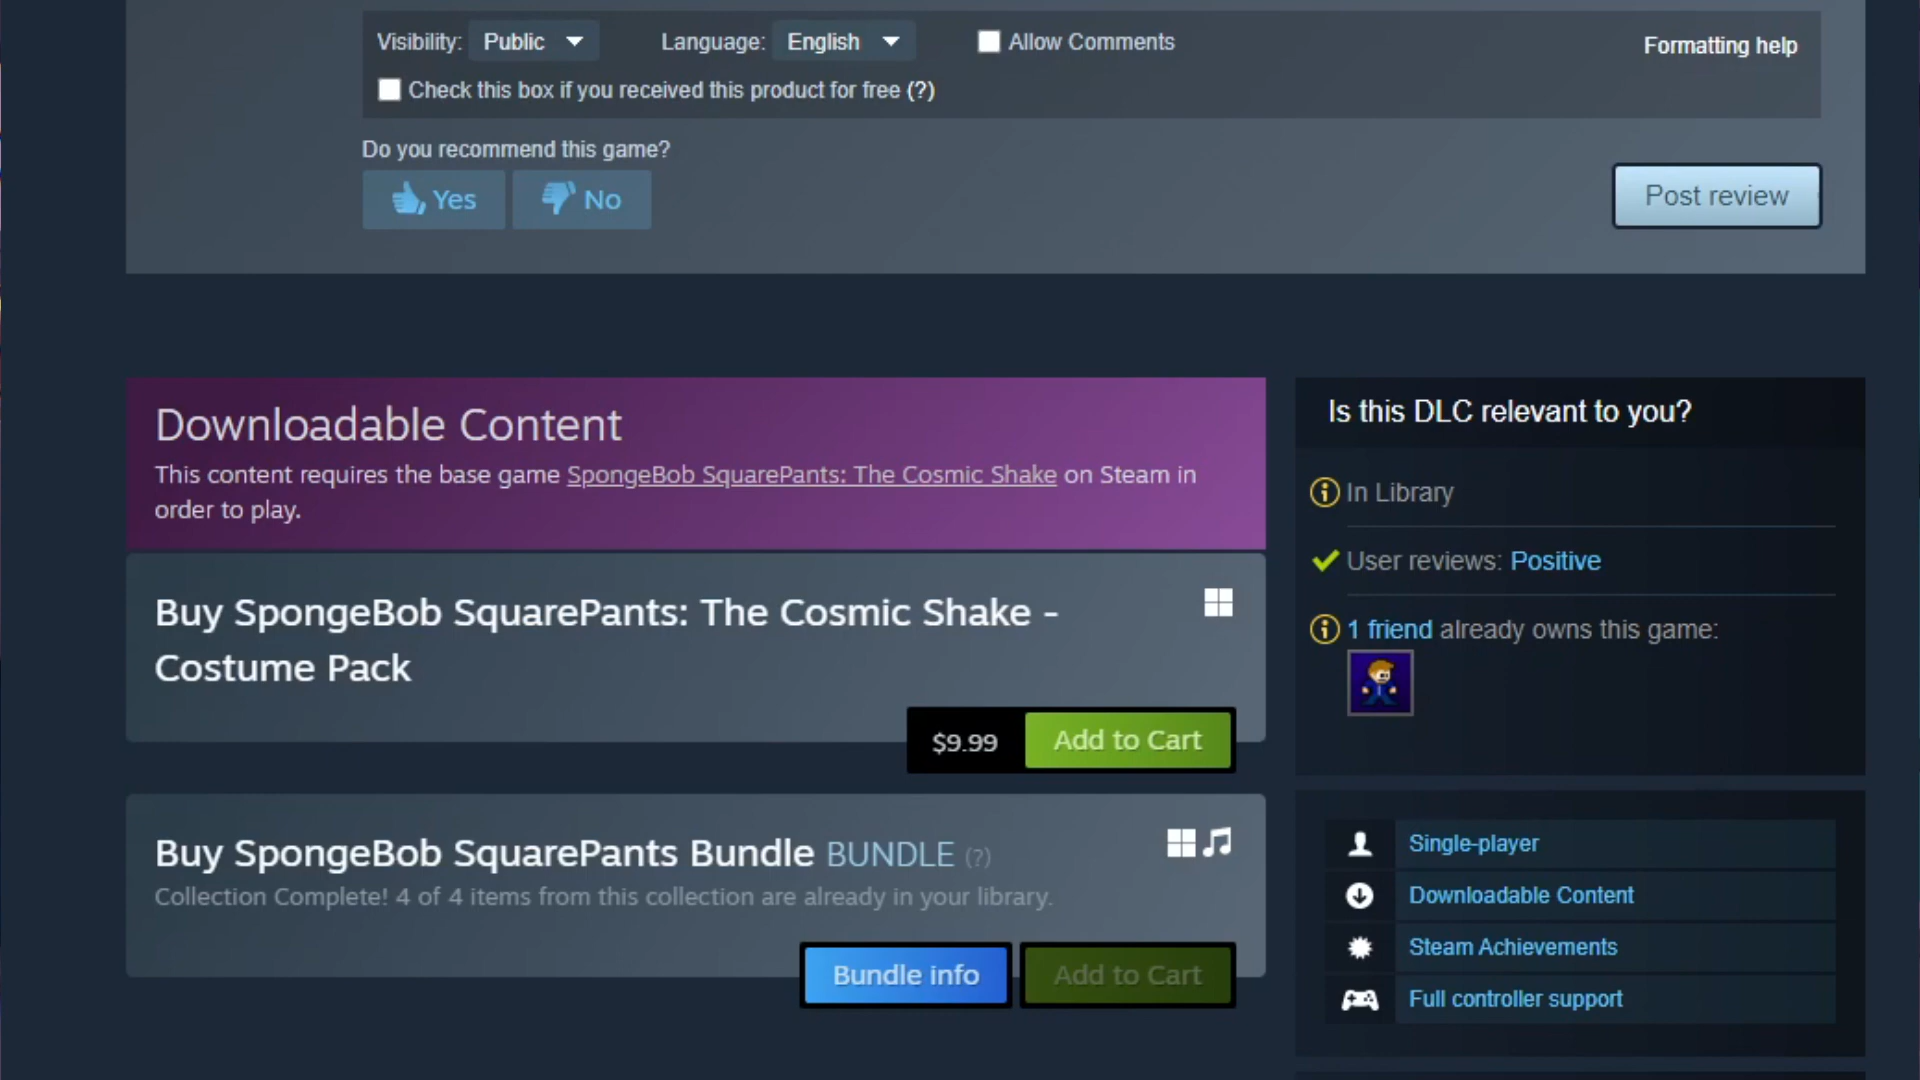 Visibility: Public Language: English Allow Comments Formatting help
Check this box if you received this product for free (?)
Do you recommend this game?
Yes No Post review
Downloadable Content
This content requires the base game SpongeBob SquarePants: The Cosmic Shake on Steam in
order to play.
Buy SpongeBob SquarePants: The Cosmic Shake -
Costume Pack
$9.99 Add to Cart
Buy SpongeBob SquarePants Bundle BUNDLE (?)
Collection Complete! 4 of 4 items from this collection are already in your library.
Bundle info Add to Cart
Is this DLC relevant to you?
In Library
User reviews: Positive
1 friend already owns this game:
Single-player
Downloadable Content
Steam Achievements
Full controller support